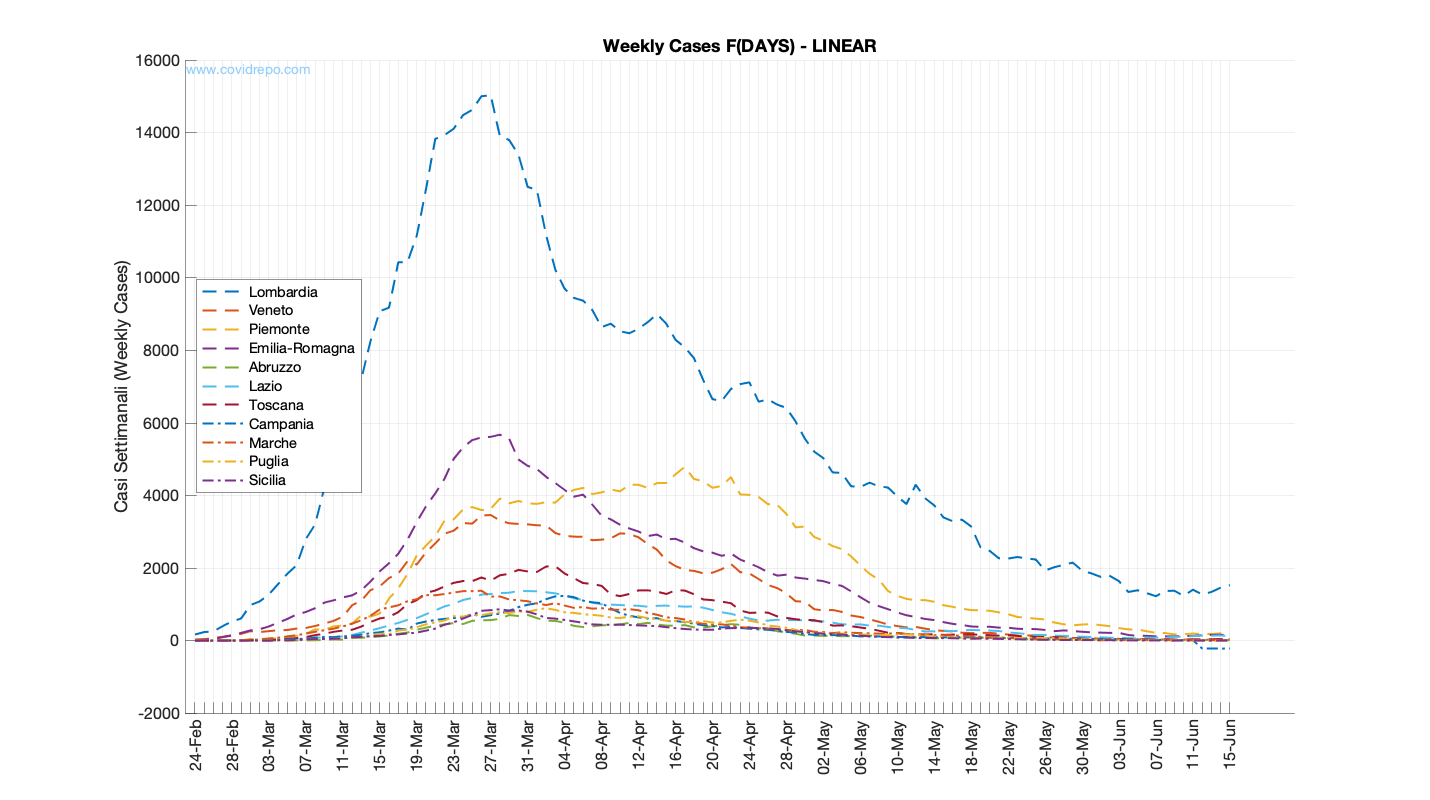 Weekly Cases F(DAYS) - LINEAR
www.covidrepo.com
Casi Settimanali (Weekly Cases)
16000
14000
12000
10000
8000
6000
4000
2000
0
-2000
Lombardia
Veneto
Piemonte
Emilia-Romagna
Abruzzo
Lazio
Toscana
Campania
Marche
Puglia
Sicilia
24-Feb
28-Feb
03-Mar
07-Mar
11-Mar
15-Mar
19-Mar
23-Mar
27-Mar
31-Mar
04-Apr
08-Apr
12-Apr
16-Apr
20-Apr
24-Apr
28-Apr
02-May
06-May
10-May
14-May
18-May
22-May
26-May
30-May
03-Jun
07-Jun
11-Jun
15-Jun